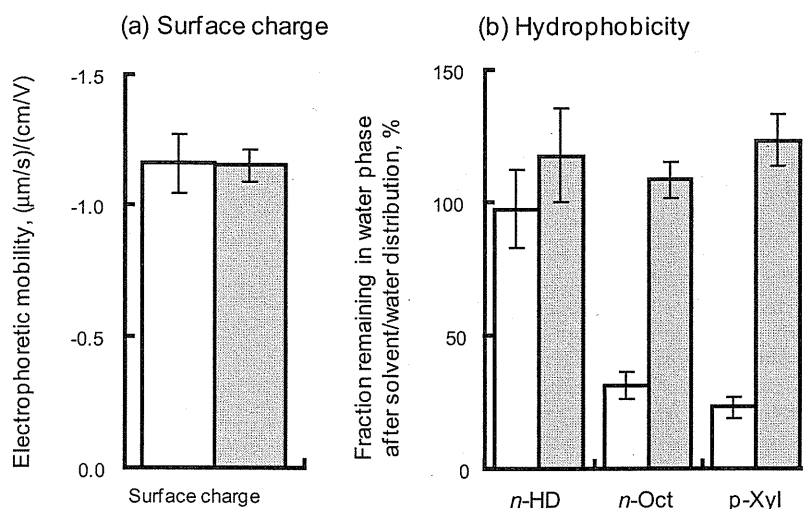 (a) Surface charge
(b) Hydrophobicity
Electrophoretic mobility, (µm/s)/(cm/V)
-1.5
-1.0
-0.5
0.0
Surface charge
Fraction remaining in water phase
after solvent/water distribution, %
150
100
50
0
n-HD
n-Oct
p-Xyl